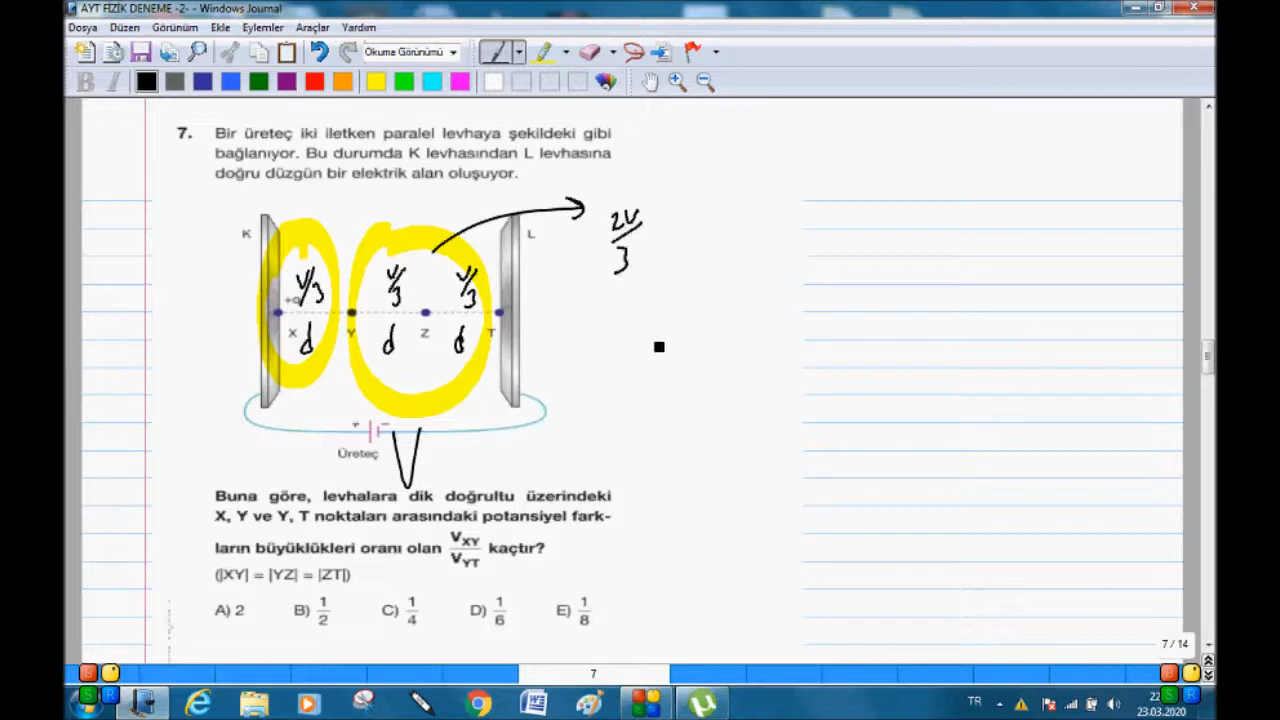 AYT FİZİK DENEME -2- - Windows Journal
Dosya Düzen Görünüm Ekle Eylemler Araçlar Yardım
Okuma Görünümü
B I
7. Bir üreteç iki iletken paralel levhaya şekildeki gibi
bağlanıyor. Bu durumda K levhasından L levhasına
doğru düzgün bir elektrik alan oluşuyor.
2V/3
K L
V/3 V/3 V/3
+q
X Y Z T
d d d
+ −
Üreteç
V
Buna göre, levhalara dik doğrultu üzerindeki
X, Y ve Y, T noktaları arasındaki potansiyel fark-
ların büyüklükleri oranı olan V_XY/V_YT kaçtır?
(|XY| = |YZ| = |ZT|)
A) 2 B) 1/2 C) 1/4 D) 1/6 E) 1/8
7 / 14
7
TR
23.03.2020